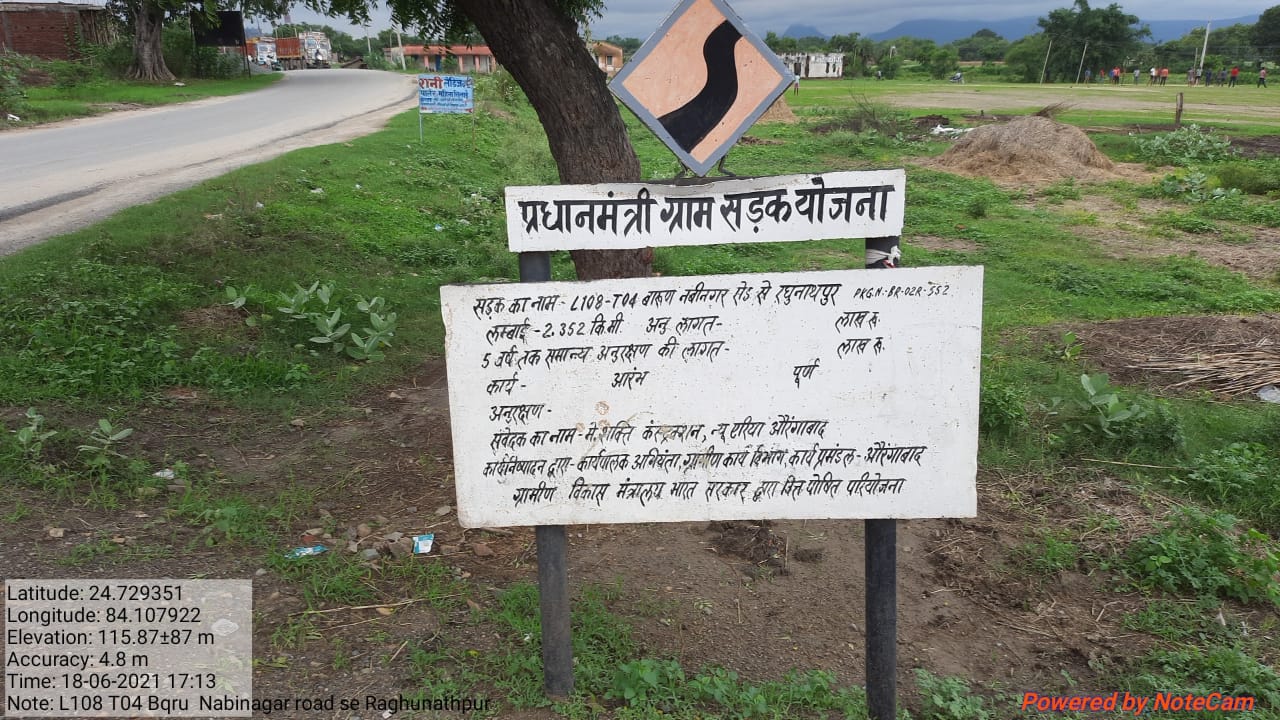 रानी
प्रधानमंत्री ग्राम सड़क योजना
सड़क का नाम - L108-T04 बारूण नबीनगर रोड से रघुनाथपुर PKG.N.-BR-02R-352
लम्बाई - 2.352 कि.मी. अनु लागत- लाख रु.
5 वर्ष तक समान्य अनुरक्षण की लागत- लाख रु.
कार्य - आरंभ पूर्ण
अनुरक्षण -
संवेदक का नाम - मे. शक्ति कंस्ट्रक्शन, न्यू एरिया औरंगाबाद
कार्यनिष्पादन द्वारा - कार्यपालक अभियंता, ग्रामीण कार्य विभाग, कार्य प्रमंडल - औरंगाबाद
ग्रामीण विकास मंत्रालय भारत सरकार द्वारा वित्त पोषित परियोजना
Latitude: 24.729351
Longitude: 84.107922
Elevation: 115.87±87 m
Accuracy: 4.8 m
Time: 18-06-2021 17:13
Note: L108 T04 Bqru Nabinagar road se Raghunathpur
Powered by NoteCam